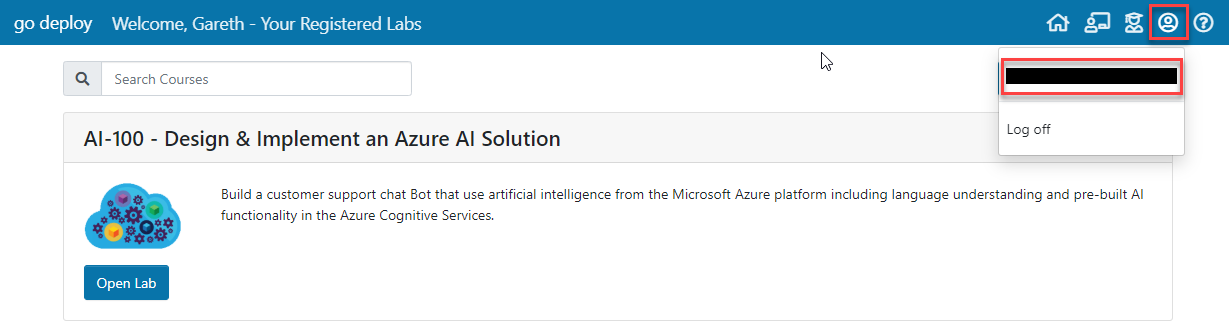 go deploy Welcome, Gareth - Your Registered Labs
Search Courses
Log off
AI-100 - Design & Implement an Azure AI Solution
Build a customer support chat Bot that use artificial intelligence from the Microsoft Azure platform including language understanding and pre-built AI
functionality in the Azure Cognitive Services.
Open Lab